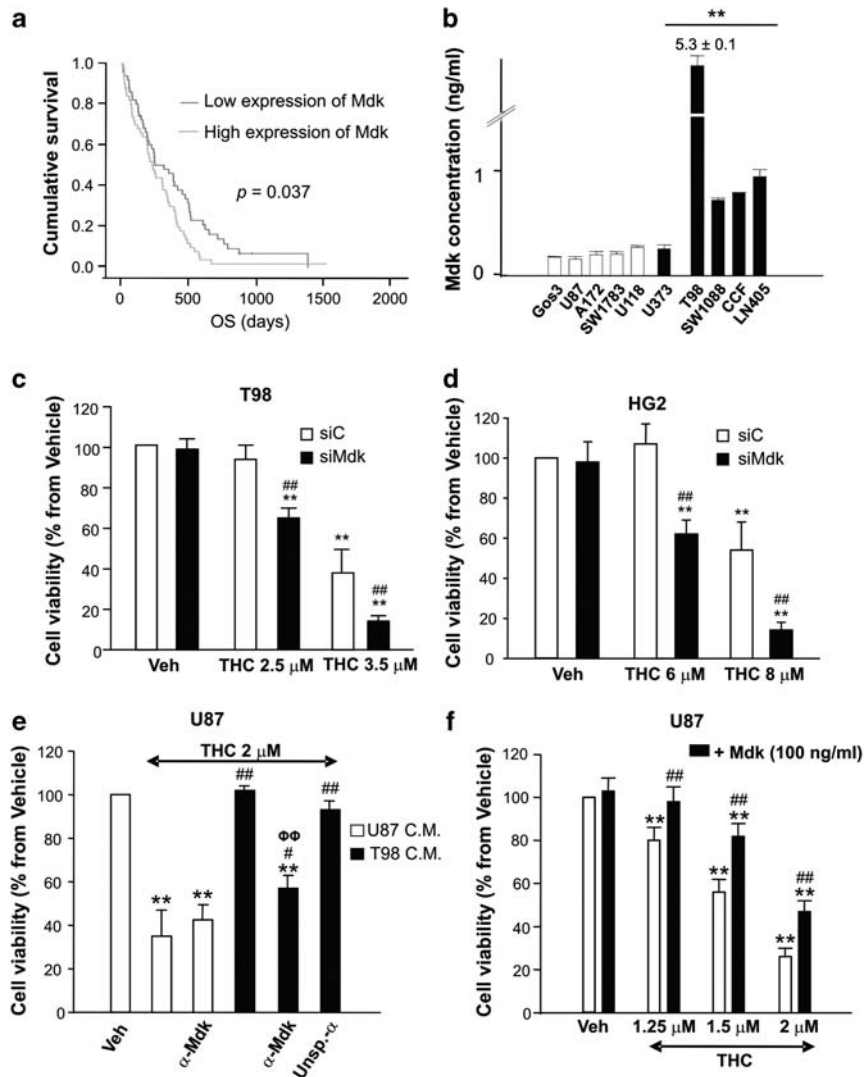 a
Cumulative survival
1.0
0.8
0.6
0.4
0.2
0.0
Low expression of Mdk
High expression of Mdk
p = 0.037
0 500 1000 1500 2000
OS (days)
b
**
5.3 ± 0.1
Mdk concentration (ng/ml)
1
0
Gos3
U87
A172
SW1783
U118
U373
T98
SW1088
CCF
LN405
c
T98
Cell viability (% from Vehicle)
120
100
80
60
40
20
0
siC
siMdk
##
**
**
##
**
Veh THC 2.5 μM THC 3.5 μM
d
HG2
Cell viability (% from Vehicle)
120
100
80
60
40
20
0
siC
siMdk
##
**
**
##
**
Veh THC 6 μM THC 8 μM
e
U87
THC 2 μM
Cell viability (% from Vehicle)
120
100
80
60
40
20
0
U87 C.M.
T98 C.M.
** ** ##
ΦΦ
#
**
##
Veh
α-Mdk
α-Mdk
Unsp.-α
f
U87
+ Mdk (100 ng/ml)
Cell viability (% from Vehicle)
120
100
80
60
40
20
0
** ##
**
##
**
**
##
**
Veh 1.25 μM 1.5 μM 2 μM
THC